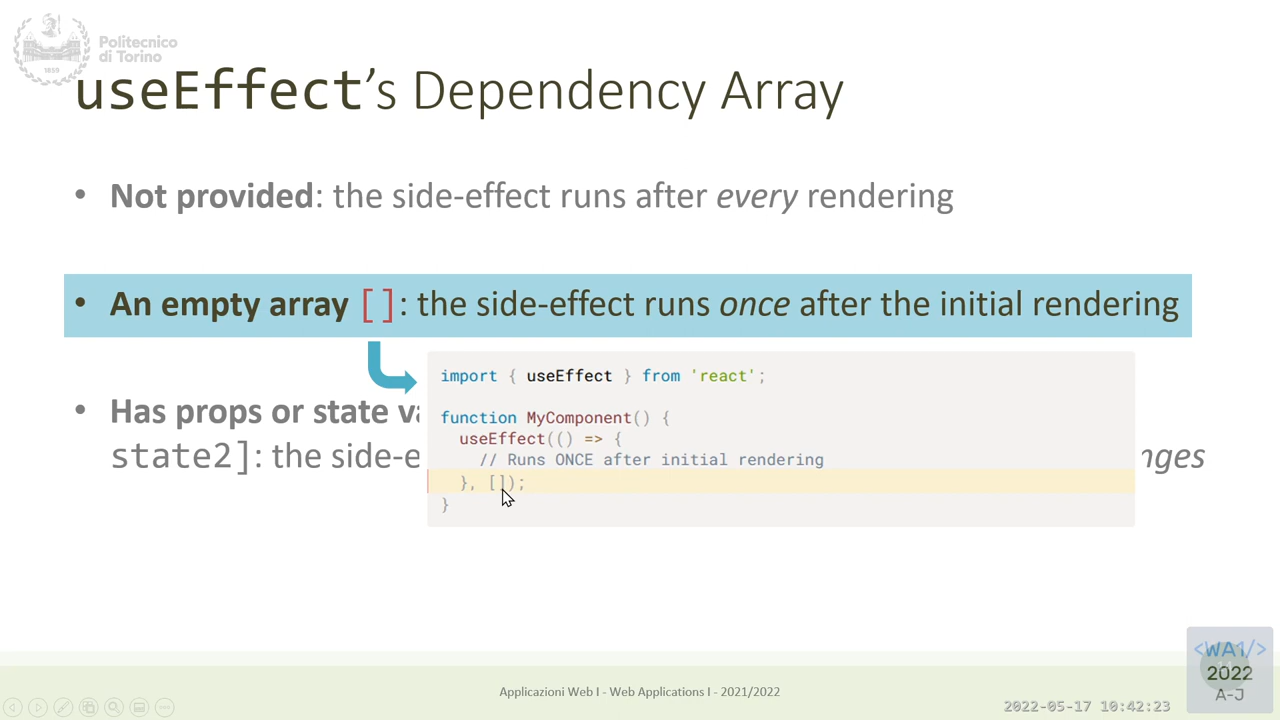 Politecnico
di Torino
1859
useEffect's Dependency Array
• Not provided: the side-effect runs after every rendering
• An empty array []: the side-effect runs once after the initial rendering
import { useEffect } from 'react';
function MyComponent() {
useEffect(() => {
// Runs ONCE after initial rendering
}, []);
}
• Has props or state va
state2]: the side-e nges
Applicazioni Web I - Web Applications I - 2021/2022
2022-05-17 10:42:23
<WA1/>
2022
A-J